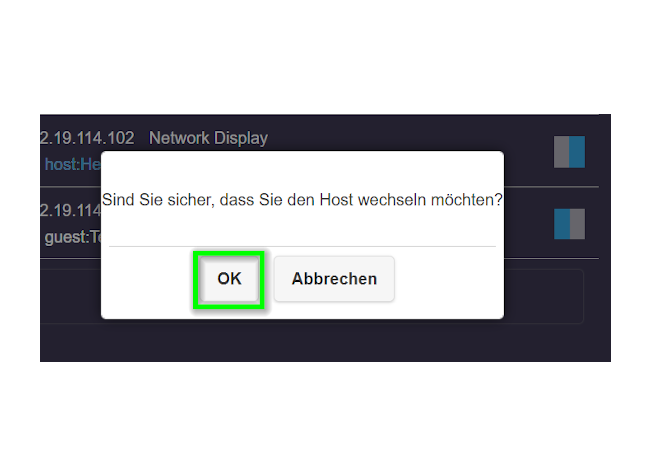 2.19.114.102 Network Display
host:He
Sind Sie sicher, dass Sie den Host wechseln möchten?
2.19.114
guest:To
OK Abbrechen